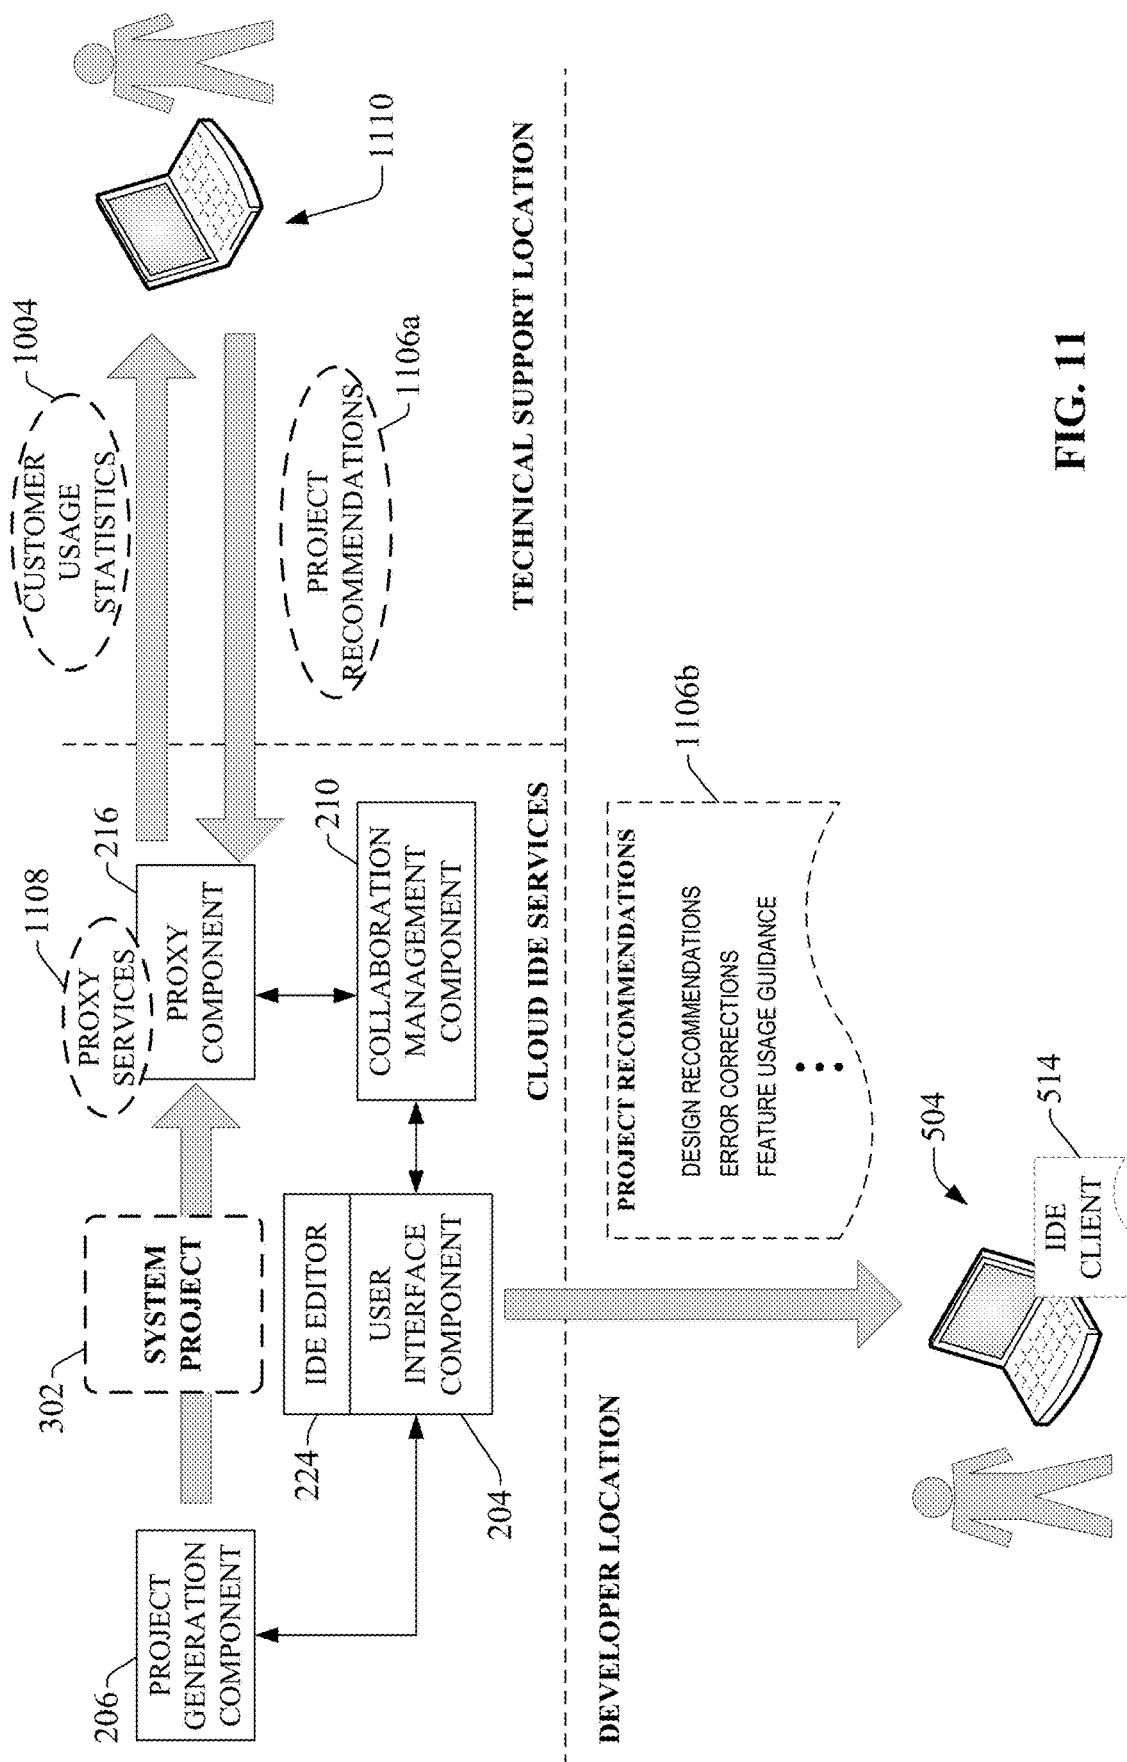 206
PROJECT
GENERATION
COMPONENT
302
SYSTEM
PROJECT
1108
PROXY
SERVICES
216
PROXY
COMPONENT
1004
CUSTOMER
USAGE
STATISTICS
1110
PROJECT
RECOMMENDATIONS
1106a
224
IDE EDITOR
USER
INTERFACE
COMPONENT
204
210
COLLABORATION
MANAGEMENT
COMPONENT
CLOUD IDE SERVICES
TECHNICAL SUPPORT LOCATION
DEVELOPER LOCATION
PROJECT RECOMMENDATIONS
DESIGN RECOMMENDATIONS
ERROR CORRECTIONS
FEATURE USAGE GUIDANCE
1106b
504
514
IDE
CLIENT
FIG. 11